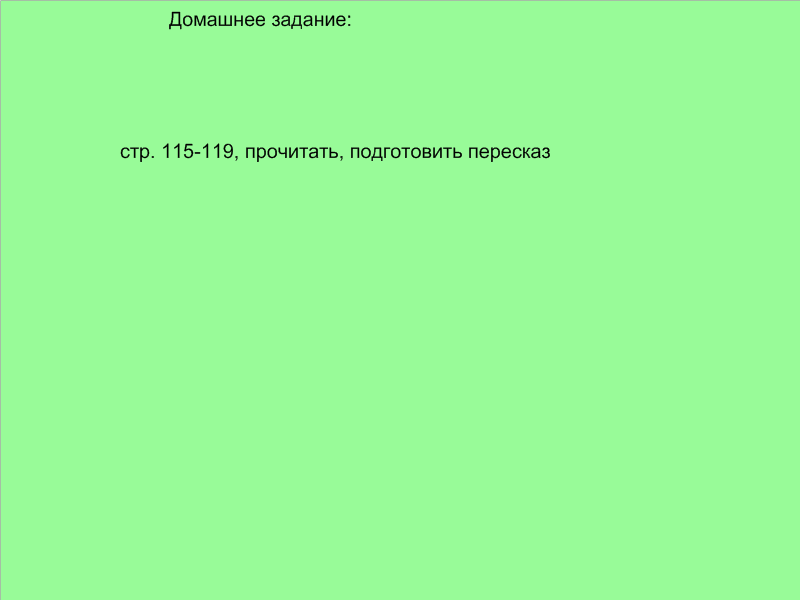 Домашнее задание:
стр. 115-119, прочитать, подготовить пересказ